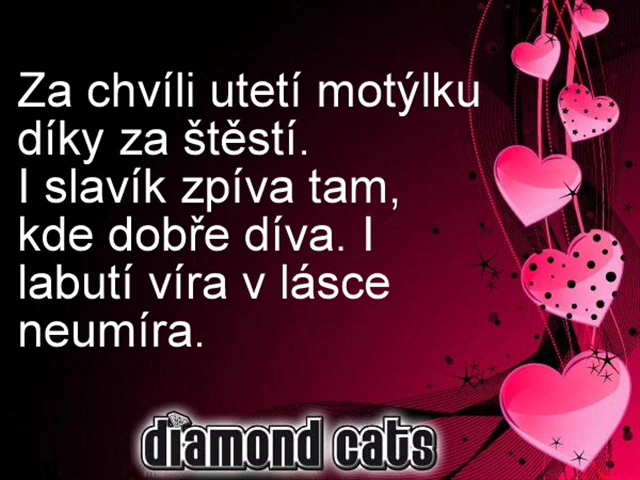 Za chvíli utetí motýlku
díky za štěstí.
I slavík zpíva tam,
kde dobře díva. I
labutí víra v lásce
neumíra.
diamond cats